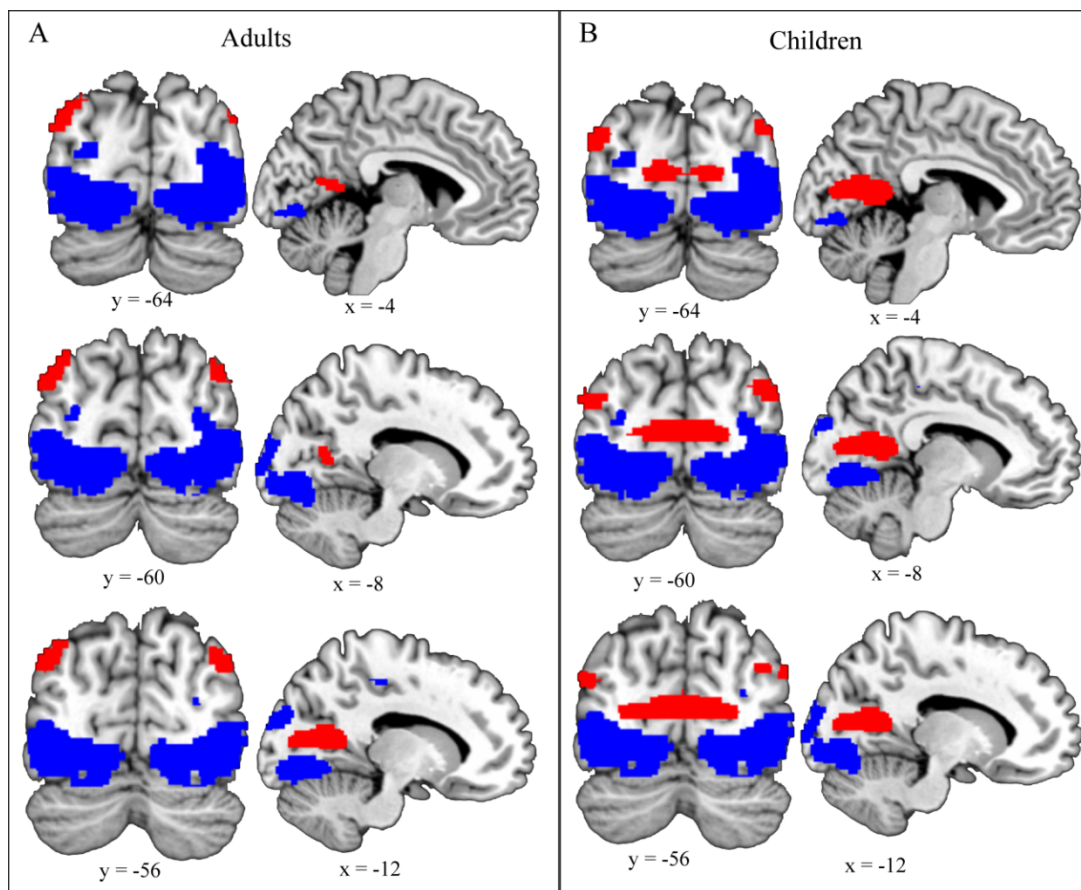 A
Adults
y = -64
x = -4
y = -60
x = -8
y = -56
x = -12
B
Children
y = -64
x = -4
y = -60
x = -8
y = -56
x = -12